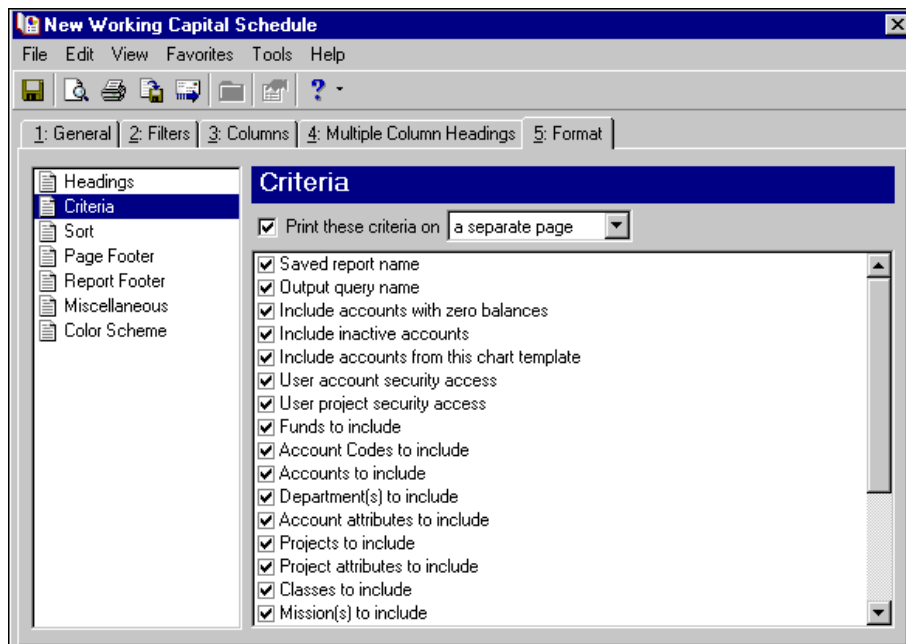 New Working Capital Schedule
File Edit View Favorites Tools Help
?
1: General 2: Filters 3: Columns 4: Multiple Column Headings 5: Format
Headings
Criteria
Sort
Page Footer
Report Footer
Miscellaneous
Color Scheme
Criteria
Print these criteria on a separate page
Saved report name
Output query name
Include accounts with zero balances
Include inactive accounts
Include accounts from this chart template
User account security access
User project security access
Funds to include
Account Codes to include
Accounts to include
Department(s) to include
Account attributes to include
Projects to include
Project attributes to include
Classes to include
Mission(s) to include